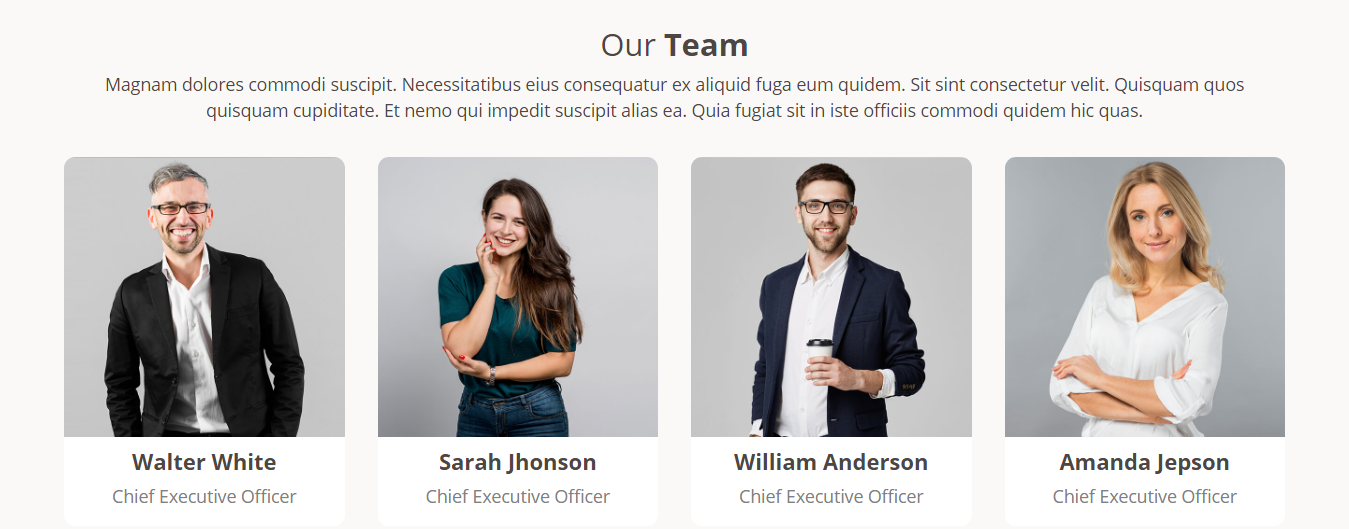 Our Team
Magnam dolores commodi suscipit. Necessitatibus eius consequatur ex aliquid fuga eum quidem. Sit sint consectetur velit. Quisquam quos
quisquam cupiditate. Et nemo qui impedit suscipit alias ea. Quia fugiat sit in iste officiis commodi quidem hic quas.
Walter White
Chief Executive Officer
Sarah Jhonson
Chief Executive Officer
William Anderson
Chief Executive Officer
Amanda Jepson
Chief Executive Officer